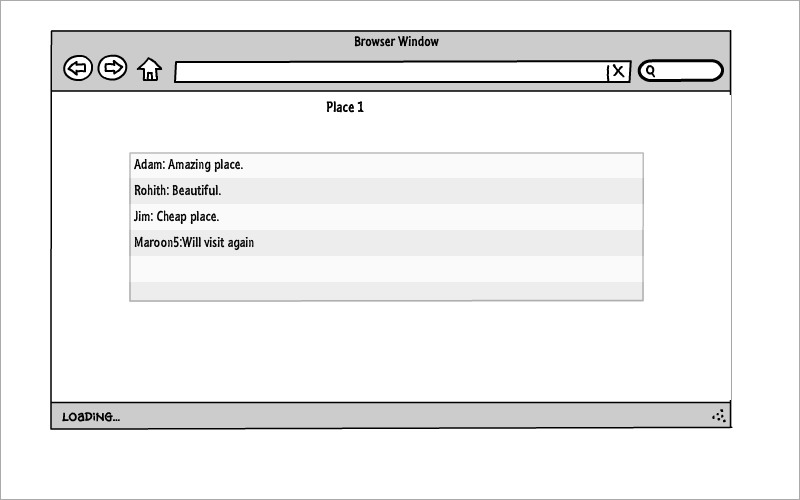 Browser Window
X
Place 1
Adam: Amazing place.
Rohith: Beautiful.
Jim: Cheap place.
Maroon5:Will visit again
LOADING...